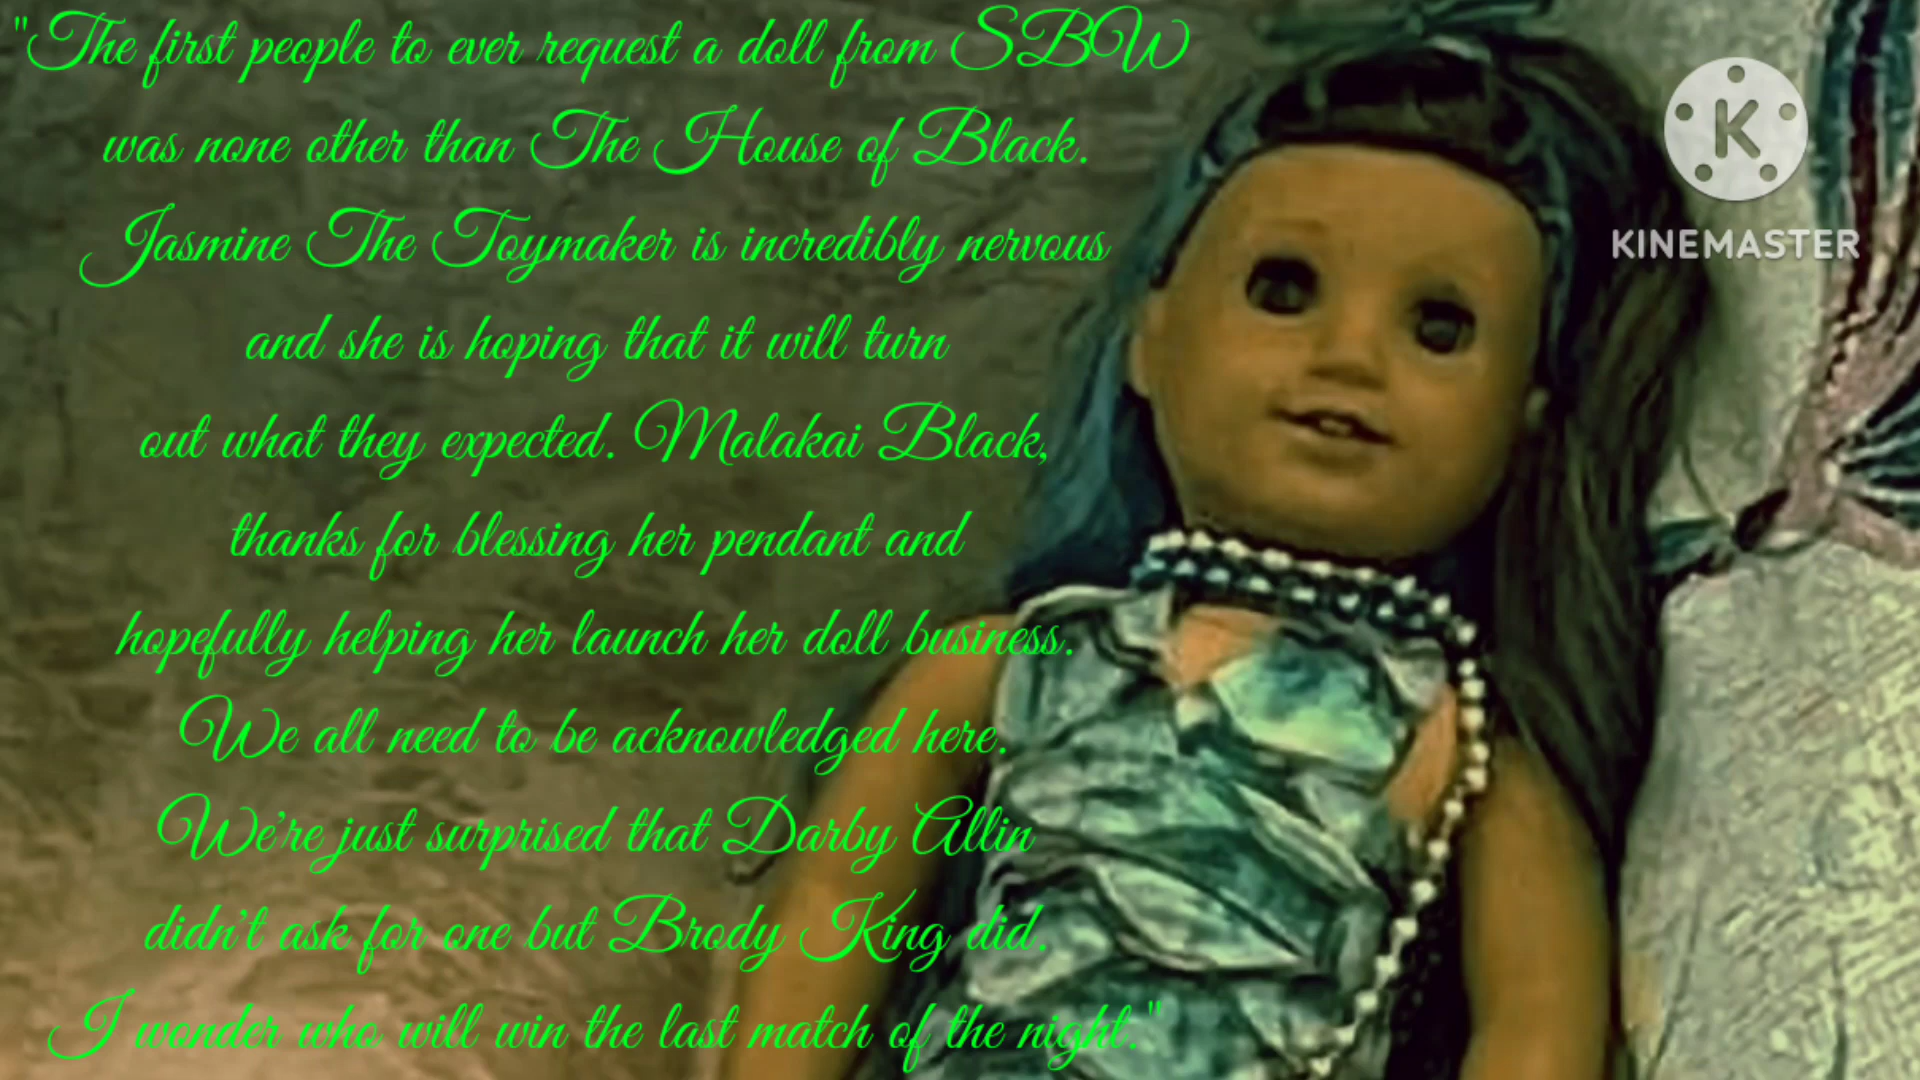 "The first people to ever request a doll from SBW
was none other than The House of Black.
Jasmine The Toymaker is incredibly nervous
and she is hoping that it will turn
out what they expected. Malakai Black,
thanks for blessing her pendant and
hopefully helping her launch her doll business.
We all need to be acknowledged here.
We're just surprised that Darby Allin
didn't ask for one but Brody King did.
I wonder who will win the last match of the night."
K
KINEMASTER